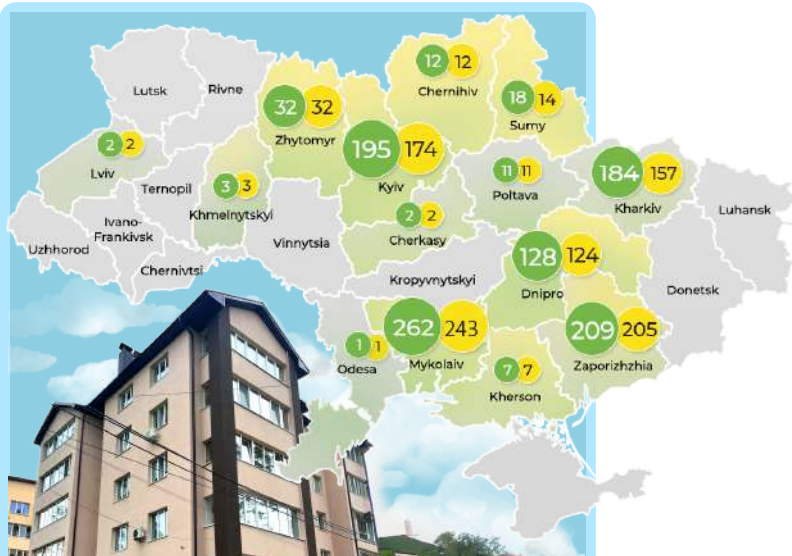 12 12
Chernihiv
Lutsk
Rivne
32 32
Zhytomyr
18 14
Sumy
2 2
Lviv
195 174
Kyiv
11 11
Poltava
184 157
Kharkiv
Ternopil
3 3
Khmelnytskyi
2 2
Cherkasy
Luhansk
Ivano-
Frankivsk
Uzhhorod
Vinnytsia
Chernivtsi
Kropyvnytskyi
128 124
Dnipro
Donetsk
262 243
Mykolaiv
1 1
Odesa
209 205
Zaporizhzhia
7 7
Kherson